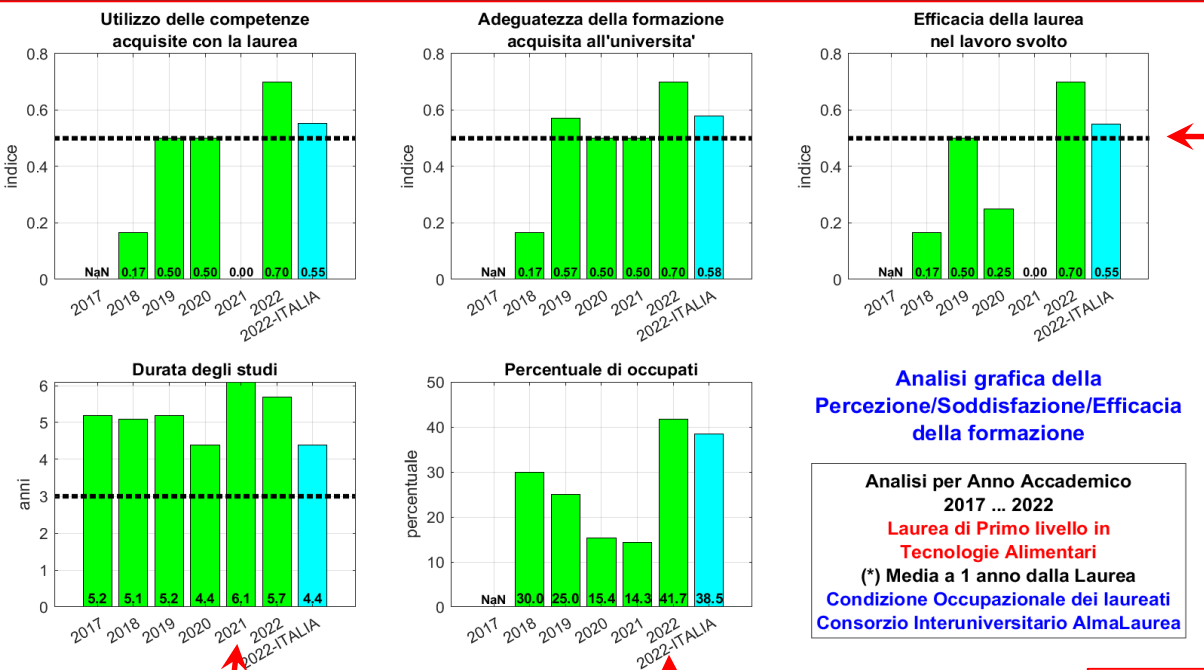 Utilizzo delle competenze
acquisite con la laurea
indice
0.8
0.6
0.4
0.2
0
NaN 0.17 0.50 0.50 0.00 0.70 0.55
2017 2018 2019 2020 2021 2022 2022-ITALIA
Adeguatezza della formazione
acquisita all'universita'
indice
0.8
0.6
0.4
0.2
0
NaN 0.17 0.57 0.50 0.50 0.70 0.58
2017 2018 2019 2020 2021 2022 2022-ITALIA
Efficacia della laurea
nel lavoro svolto
indice
0.8
0.6
0.4
0.2
0
NaN 0.17 0.50 0.25 0.00 0.70 0.55
2017 2018 2019 2020 2021 2022 2022-ITALIA
Durata degli studi
anni
6
5
4
3
2
1
0
5.2 5.1 5.2 4.4 6.1 5.7 4.4
2017 2018 2019 2020 2021 2022 2022-ITALIA
Percentuale di occupati
percentuale
50
40
30
20
10
0
NaN 30.0 25.0 15.4 14.3 41.7 38.5
2017 2018 2019 2020 2021 2022 2022-ITALIA
Analisi grafica della
Percezione/Soddisfazione/Efficacia
della formazione
Analisi per Anno Accademico
2017 ... 2022
Laurea di Primo livello in
Tecnologie Alimentari
(*) Media a 1 anno dalla Laurea
Condizione Occupazionale dei laureati
Consorzio Interuniversitario AlmaLaurea